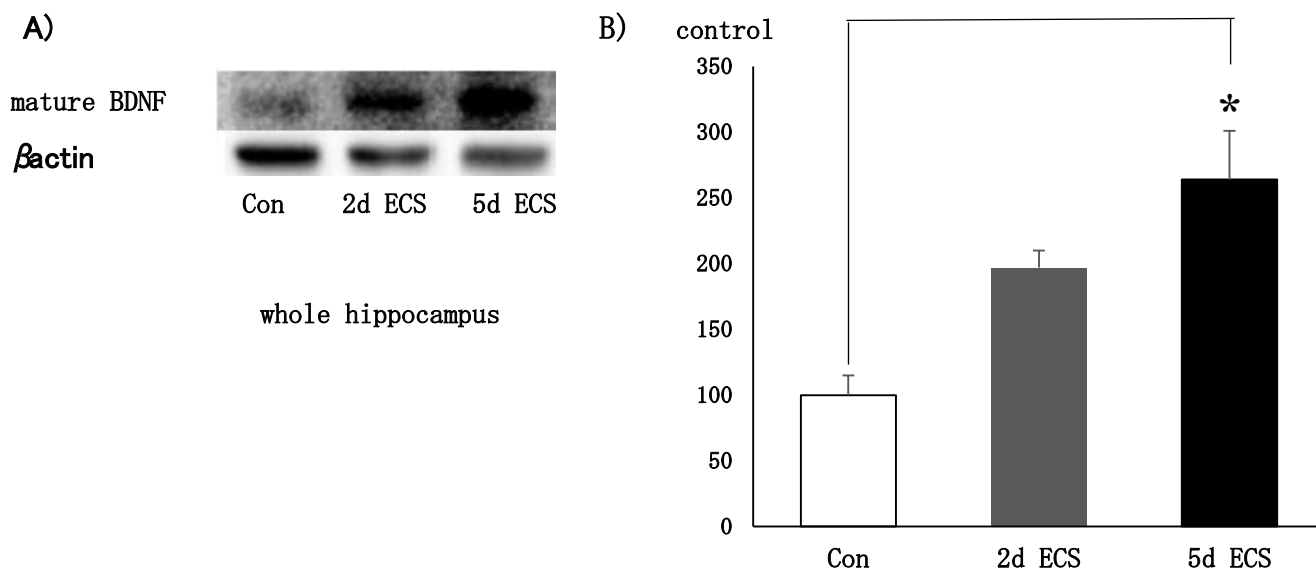 A)
mature BDNF
βactin
Con 2d ECS 5d ECS
whole hippocampus
B)
control
350
300
250
200
150
100
50
0
*
Con 2d ECS 5d ECS